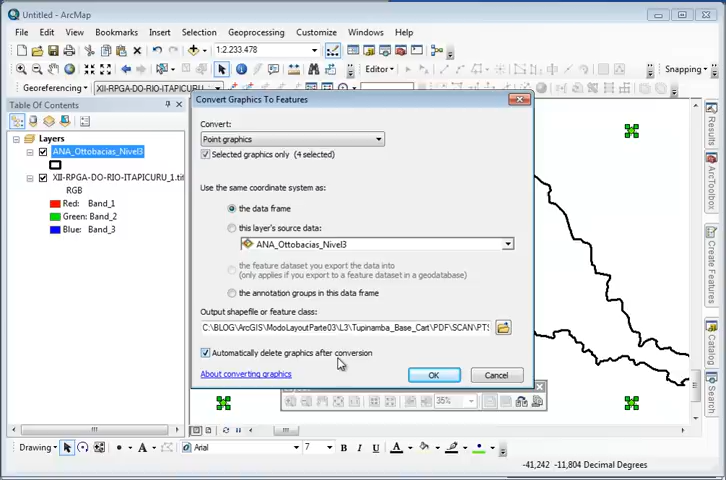 Untitled - ArcMap
File Edit View Bookmarks Insert Selection Geoprocessing Customize Windows Help
1:2.233.478
Editor
Georeferencing XII-RPGA-DO-RIO-ITAPICURU Snapping
Table Of Contents
Layers
ANA_Ottobacias_Nivel3
XII-RPGA-DO-RIO-ITAPICURU_1.tif
RGB
Red: Band_1
Green: Band_2
Blue: Band_3
Convert Graphics To Features
Convert:
Point graphics
Selected graphics only (4 selected)
Use the same coordinate system as:
the data frame
this layer's source data:
ANA_Ottobacias_Nivel3
the feature dataset you export the data into
(only applies if you export to a feature dataset in a geodatabase)
the annotation groups in this data frame
Output shapefile or feature class:
C:\BLOG\ArcGIS\ModoLayoutParte03\L3\Tupinamba_Base_Cart\PDF\SCAN\PTS
Automatically delete graphics after conversion
About converting graphics
OK Cancel
35%
Results
ArcToolbox
Create Features
Catalog
Search
Drawing A Arial 7 B I U A
-41,242 -11,804 Decimal Degrees